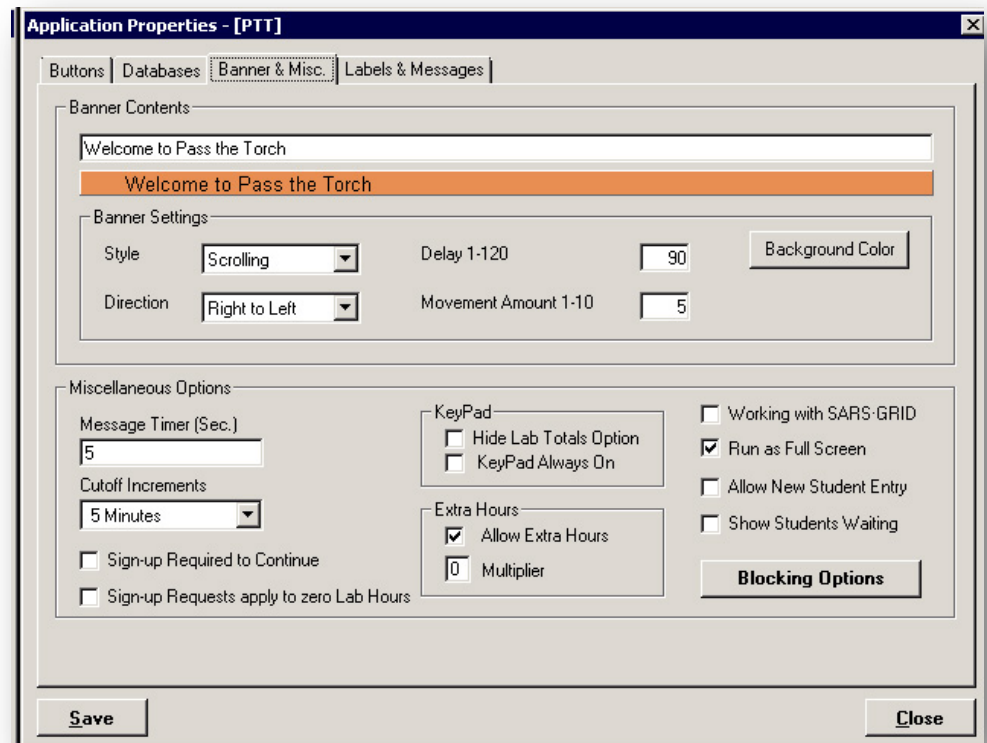 Application Properties - [PTT]
Buttons Databases Banner & Misc. Labels & Messages
Banner Contents
Welcome to Pass the Torch
Welcome to Pass the Torch
Banner Settings
Style Scrolling Delay 1-120 90 Background Color
Direction Right to Left Movement Amount 1-10 5
Miscellaneous Options
Message Timer (Sec.)
5
Cutoff Increments
5 Minutes
Sign-up Required to Continue
Sign-up Requests apply to zero Lab Hours
KeyPad
Hide Lab Totals Option
KeyPad Always On
Extra Hours
Allow Extra Hours
0 Multiplier
Working with SARS·GRID
Run as Full Screen
Allow New Student Entry
Show Students Waiting
Blocking Options
Save Close